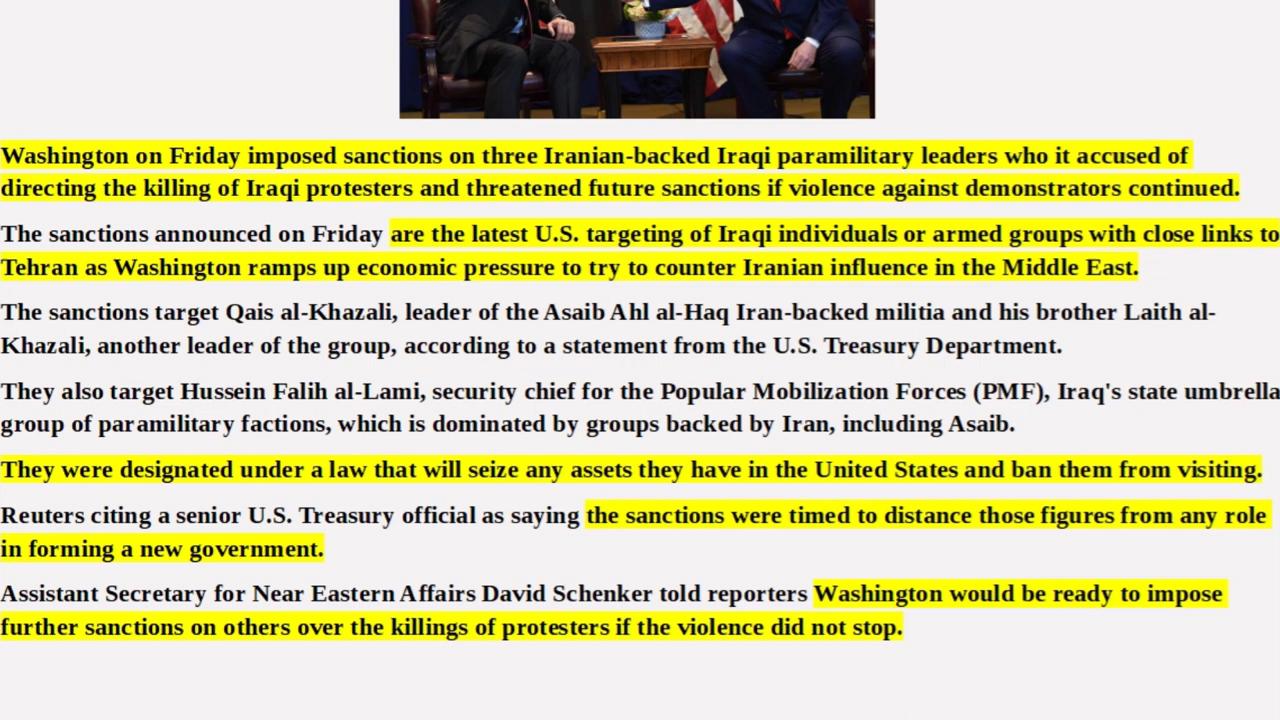 Washington on Friday imposed sanctions on three Iranian-backed Iraqi paramilitary leaders who it accused of
directing the killing of Iraqi protesters and threatened future sanctions if violence against demonstrators continued.
The sanctions announced on Friday are the latest U.S. targeting of Iraqi individuals or armed groups with close links to
Tehran as Washington ramps up economic pressure to try to counter Iranian influence in the Middle East.
The sanctions target Qais al-Khazali, leader of the Asaib Ahl al-Haq Iran-backed militia and his brother Laith al-
Khazali, another leader of the group, according to a statement from the U.S. Treasury Department.
They also target Hussein Falih al-Lami, security chief for the Popular Mobilization Forces (PMF), Iraq's state umbrella
group of paramilitary factions, which is dominated by groups backed by Iran, including Asaib.
They were designated under a law that will seize any assets they have in the United States and ban them from visiting.
Reuters citing a senior U.S. Treasury official as saying the sanctions were timed to distance those figures from any role
in forming a new government.
Assistant Secretary for Near Eastern Affairs David Schenker told reporters Washington would be ready to impose
further sanctions on others over the killings of protesters if the violence did not stop.